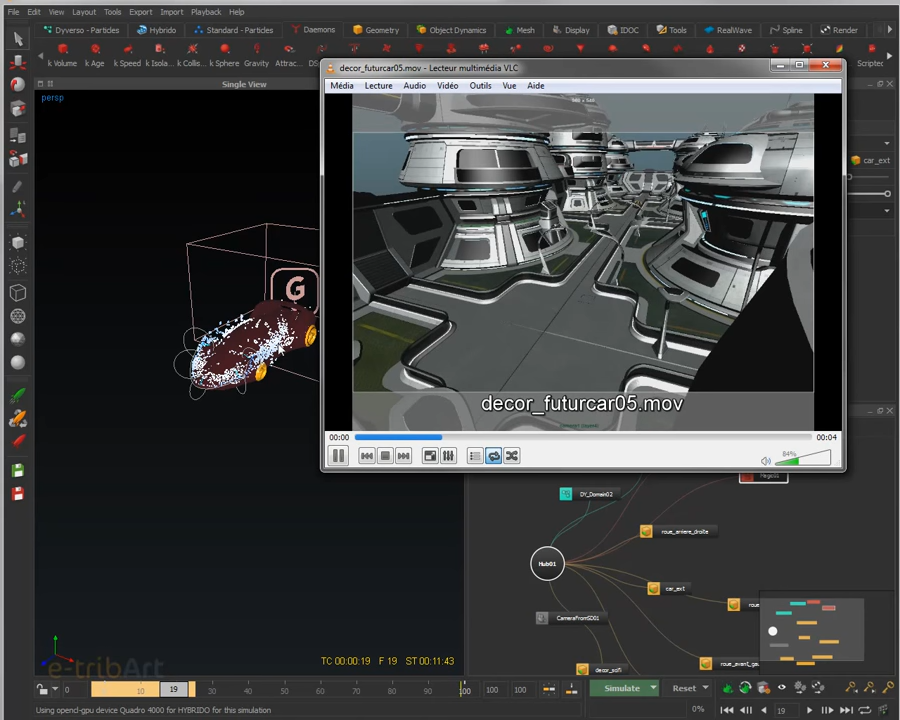 File Edit View Layout Tools Export Import Playback Help
Dyverso - Particles Hybrido Standard - Particles Daemons Geometry Object Dynamics Mesh Display IDOC Tools RealWave Spline Render
k Volume k Age k Speed k Isola... k Collisi... k Sphere Gravity Attrac... Scripted
decor_futurcar05.mov - Lecteur multimédia VLC
Média Lecture Audio Vidéo Outils Vue Aide
Single View
persp
car_ext
G
decor_futurcar05.mov
00:00 00:04
84%
DY_Domain02
roue_arriere_droite
Hub01
car_ext
roue
CameraFromSD01
decor_scifi
roue_avant_gau
e-tribArt
TC 00:00:19 F 19 ST 00:11:43
0 10 19 20 30 40 50 60 70 80 90 100 100 100
Simulate Reset 0%
Using opencl-gpu device Quadro 4000 for HYBRIDO for this simulation
19